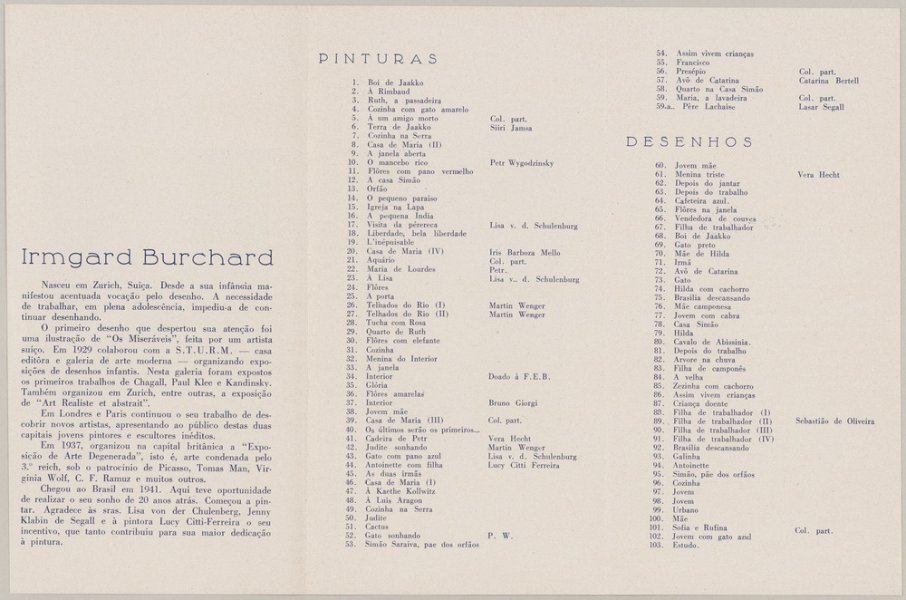 Irmgard Burchard
Nasceu em Zurich, Suíça. Desde a sua infância ma-
nifestou acentuada vocação pelo desenho. A necessidade
de trabalhar, em plena adolescência, impediu-a de con-
tinuar desenhando.
O primeiro desenho que despertou sua atenção foi
uma ilustração de "Os Miseráveis", feita por um artista
suiço. Em 1929 colaborou com a S.T.U.R.M. — casa
editôra e galeria de arte moderna — organizando expo-
sições de desenhos infantis. Nesta galeria foram expostos
os primeiros trabalhos de Chagall, Paul Klee e Kandinsky.
Também organizou em Zurich, entre outras, a exposição
de "Art Realiste et abstrait".
Em Londres e Paris continuou o seu trabalho de des-
cobrir novos artistas, apresentando ao público destas duas
capitais jovens pintores e escultores inéditos.
Em 1937, organizou na capital britânica a "Expo-
sição de Arte Degenerada", isto é, arte condenada pelo
3.º reich, sob o patrocínio de Picasso, Tomas Man, Vir-
gínia Wolf, C. F. Ramuz e muitos outros.
Chegou ao Brasil em 1941. Aqui teve oportunidade
de realizar o seu sonho de 20 anos atrás. Começou a pin-
tar. Agradece às sras. Lisa von der Chulenberg, Jenny
Klabin de Segall e à pintora Lucy Citti-Ferreira o seu
incentivo, que tanto contribuiu para sua maior dedicação
à pintura.
PINTURAS
1. Boi de Jaakko
2. À Rimbaud
3. Ruth, a passadeira
4. Cozinha com gato amarelo
5. À um amigo morto Col. part.
6. Terra de Jaakko Siiri Jamsa
7. Cozinha na Serra
8. Casa de Maria (II)
9. A janela aberta
10. O mancebo rico Petr Wygodzinsky
11. Flôres com pano vermelho
12. A casa Simão
13. Orfão
14. O pequeno paraiso
15. Igreja na Lapa
16. A pequena India
17. Visita da pérereca Lisa v. d. Schulenburg
18. Liberdade, bela liberdade
19. L'inépuisable
20. Casa de Maria (IV) Iris Barboza Mello
21. Aquário Col. part.
22. Maria de Lourdes Petr.
23. À Lisa Lisa v.. d. Schulenburg
24. Flôres
25. A porta
26. Telhados do Rio (I) Martin Wenger
27. Telhados do Rio (II) Martin Wenger
28. Tucha com Rosa
29. Quarto de Ruth
30. Flôres com elefante
31. Cozinha
32. Menina do Interior
33. A janela
34. Interior Doado à F.E.B.
35. Glória
36. Flôres amarelas
37. Interior Bruno Giorgi
38. Jovem mãe
39. Casa de Maria (III) Col. part.
40. Os últimos serão os primeiros...
41. Cadeira de Petr Vera Hecht
42. Judite sonhando Martin Wenger
43. Gato com pano azul Lisa v. d. Schulenburg
44. Antoinette com filha Lucy Citti Ferreira
45. As duas irmãs
46. Casa de Maria (I)
47. À Kaethe Kollwitz
48. À Luis Aragon
49. Cozinha na Serra
50. Judite
51. Cactus
52. Gato sonhando P. W.
53. Simão Saraiva, pae dos orfãos
54. Assim vivem crianças
55. Francisco
56. Presépio Col. part.
57. Avô de Catarina Catarina Bertell
58. Quarto na Casa Simão
59. Maria, a lavadeira Col. part.
59.a.. Père Lachaise Lasar Segall
DESENHOS
60. Jovem mãe
61. Menina triste Vera Hecht
62. Depois do jantar
63. Depois do trabalho
64. Cafeteira azul.
65. Flôres na janela
66. Vendedora de couves
67. Filha de trabalhador
68. Boi de Jaakko
69. Gato preto
70. Mãe de Hilda
71. Irmã
72. Avô de Catarina
73. Gato
74. Hilda com cachorro
75. Brasilia descansando
76. Mãe camponesa
77. Jovem com cabra
78. Casa Simão
79. Hilda
80. Cavalo de Abissinia.
81. Depois do trabalho
82. Arvore na chuva
83. Filha de camponês
84. A velha
85. Zezinha com cachorro
86. Assim vivem crianças
87. Criança doente
88. Filha de trabalhador (I)
89. Filha de trabalhador (II) Sebastião de Oliveira
90. Filha de trabalhador (III)
91. Filha de trabalhador (IV)
92. Brasilia descansando
93. Galinha
94. Antoinette
95. Simão, pãe dos orfãos
96. Cozinha
97. Jovem
98. Jovem
99. Urbano
100. Mãe
101. Sofia e Rufina Col. part.
102. Jovem com gato azul
103. Estudo.